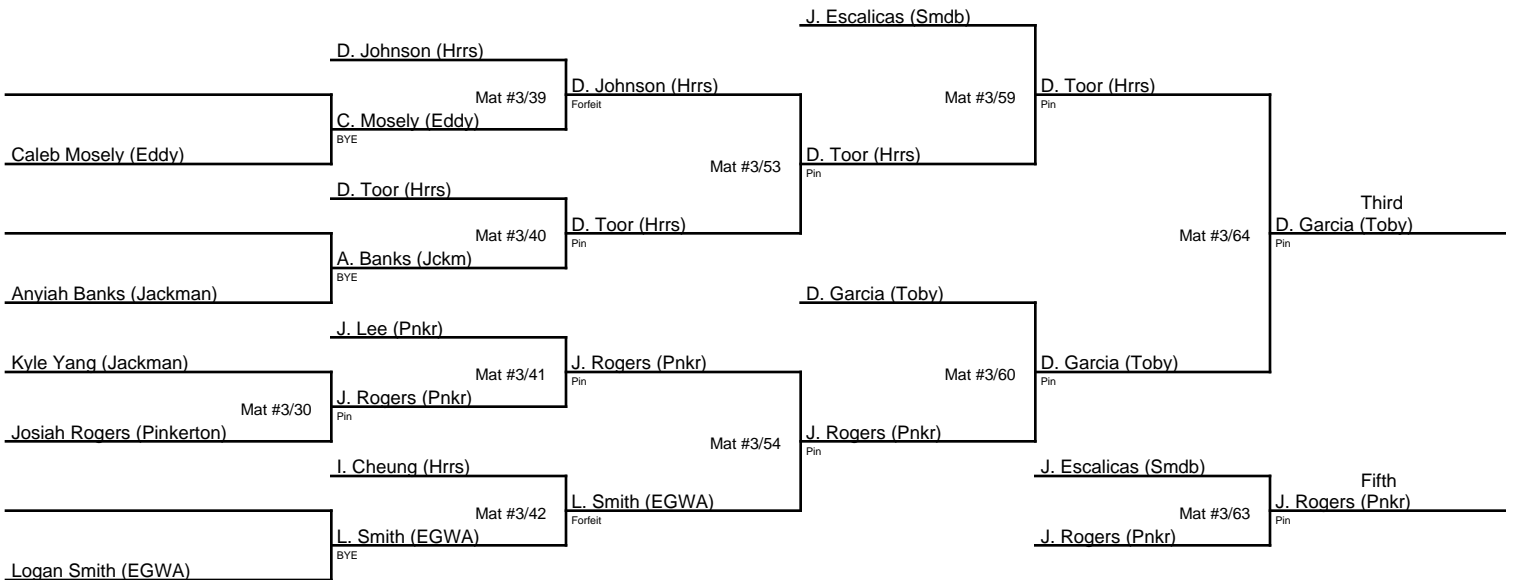 J. Escalicas (Smdb)
D. Johnson (Hrrs)
Mat #3/39
D. Johnson (Hrrs)
Forfeit
Mat #3/59
D. Toor (Hrrs)
Pin
C. Mosely (Eddy)
BYE
Caleb Mosely (Eddy)
Mat #3/53
D. Toor (Hrrs)
Pin
D. Toor (Hrrs)
Mat #3/40
D. Toor (Hrrs)
Pin
Mat #3/64
Third
D. Garcia (Toby)
Pin
A. Banks (Jckm)
BYE
Anyiah Banks (Jackman)
D. Garcia (Toby)
J. Lee (Pnkr)
Kyle Yang (Jackman)
Mat #3/41
J. Rogers (Pnkr)
Pin
Mat #3/60
D. Garcia (Toby)
Pin
Mat #3/30
J. Rogers (Pnkr)
Pin
Josiah Rogers (Pinkerton)
Mat #3/54
J. Rogers (Pnkr)
Pin
I. Cheung (Hrrs)
J. Escalicas (Smdb)
Mat #3/42
L. Smith (EGWA)
Forfeit
Mat #3/63
Fifth
J. Rogers (Pnkr)
Pin
L. Smith (EGWA)
BYE
J. Rogers (Pnkr)
Logan Smith (EGWA)